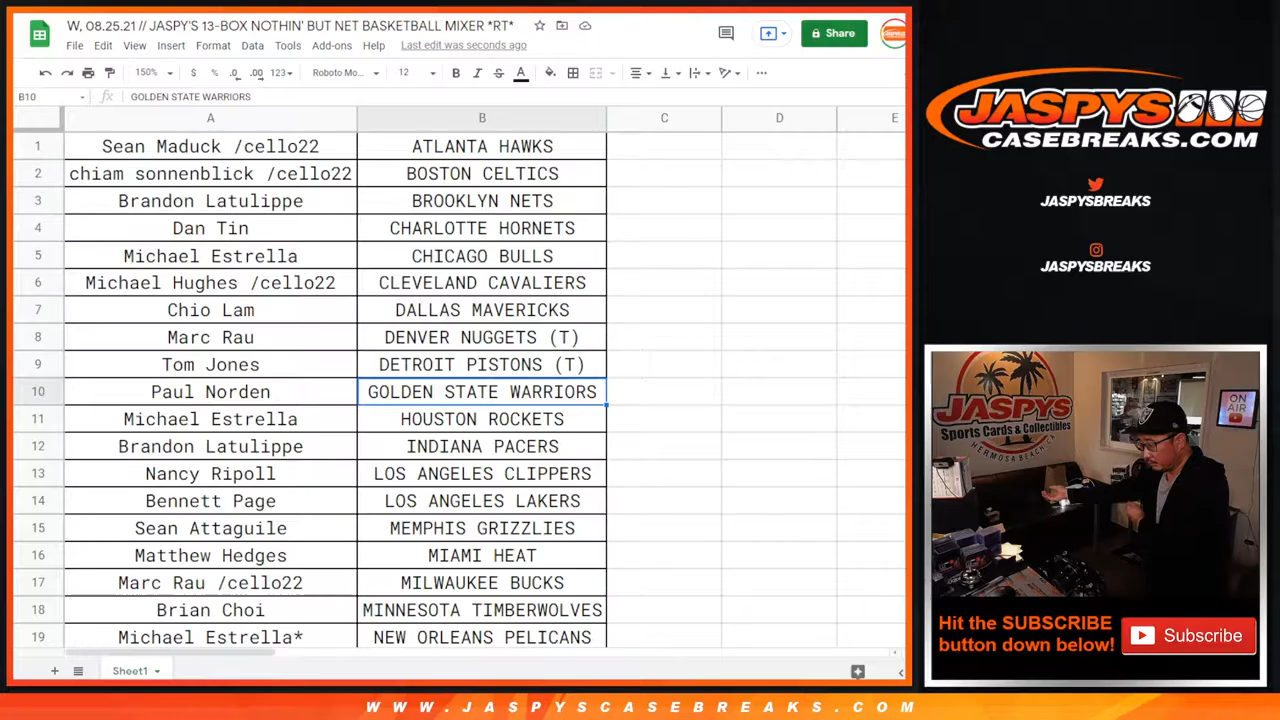 W, 08.25.21 // JASPY'S 13-BOX NOTHIN' BUT NET BASKETBALL MIXER *RT*
File Edit View Insert Format Data Tools Add-ons Help Last edit was seconds ago
Share
150% $ % .0 .00 123 Roboto Mo... 12 B I S A
B10 fx GOLDEN STATE WARRIORS
A B C D E
1 Sean Maduck /cello22 ATLANTA HAWKS
2 chiam sonnenblick /cello22 BOSTON CELTICS
3 Brandon Latulippe BROOKLYN NETS
4 Dan Tin CHARLOTTE HORNETS
5 Michael Estrella CHICAGO BULLS
6 Michael Hughes /cello22 CLEVELAND CAVALIERS
7 Chio Lam DALLAS MAVERICKS
8 Marc Rau DENVER NUGGETS (T)
9 Tom Jones DETROIT PISTONS (T)
10 Paul Norden GOLDEN STATE WARRIORS
11 Michael Estrella HOUSTON ROCKETS
12 Brandon Latulippe INDIANA PACERS
13 Nancy Ripoll LOS ANGELES CLIPPERS
14 Bennett Page LOS ANGELES LAKERS
15 Sean Attaguile MEMPHIS GRIZZLIES
16 Matthew Hedges MIAMI HEAT
17 Marc Rau /cello22 MILWAUKEE BUCKS
18 Brian Choi MINNESOTA TIMBERWOLVES
19 Michael Estrella* NEW ORLEANS PELICANS
Sheet1
JASPYS
CASEBREAKS.COM
JASPYSBREAKS
JASPYSBREAKS
JASPYS
Sports Cards & Collectibles
HERMOSA BEACH, CA
ON AIR
Hit the SUBSCRIBE
button down below!
Subscribe
WWW.JASPYSCASEBREAKS.COM